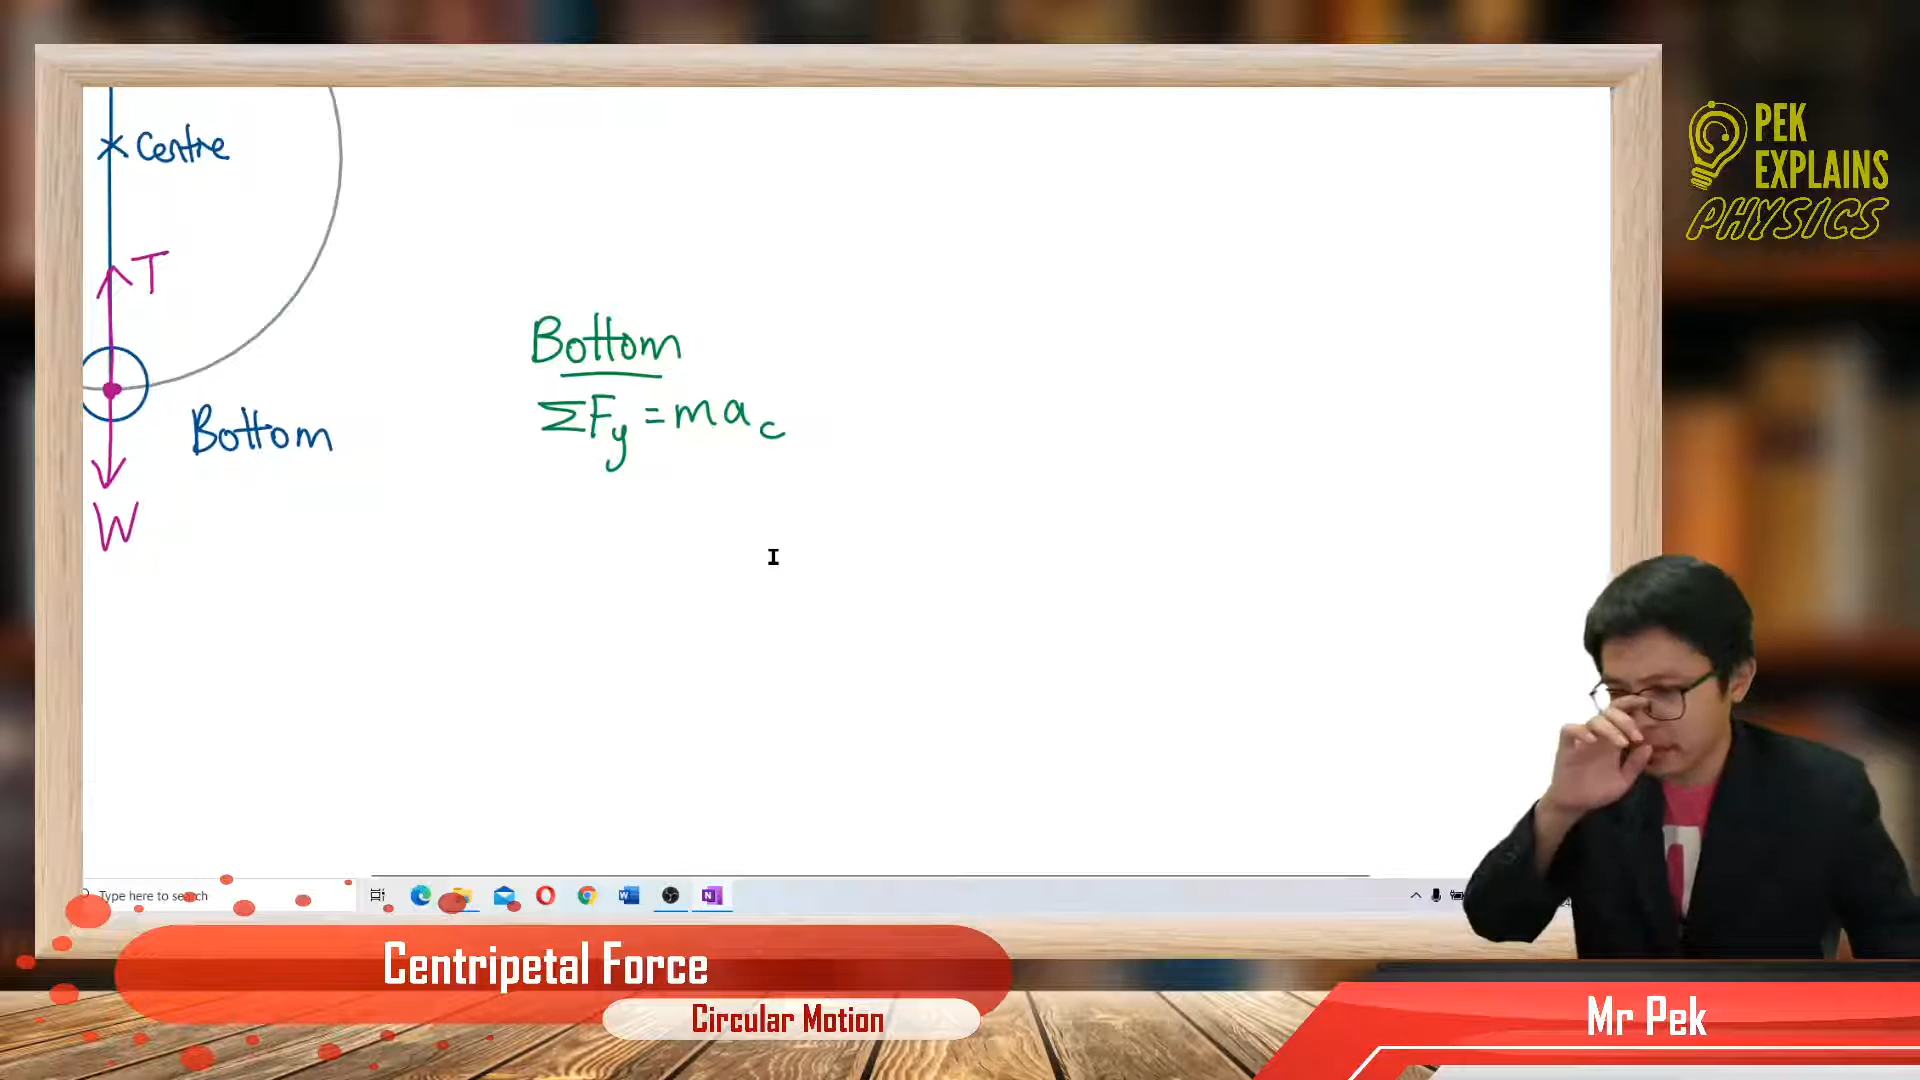 Centre
T
Bottom
W
Bottom
ΣFy = mac
PEK
EXPLAINS
PHYSICS
Type here to search
Centripetal Force
Circular Motion
Mr Pek